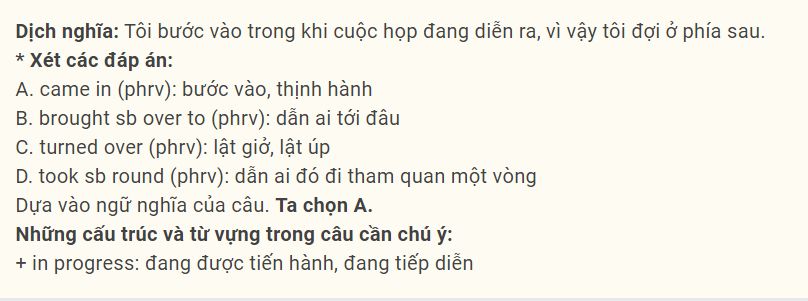 Dịch nghĩa: Tôi bước vào trong khi cuộc họp đang diễn ra, vì vậy tôi đợi ở phía sau.
* Xét các đáp án:
A. came in (phrv): bước vào, thịnh hành
B. brought sb over to (phrv): dẫn ai tới đâu
C. turned over (phrv): lật giở, lật úp
D. took sb round (phrv): dẫn ai đó đi tham quan một vòng
Dựa vào ngữ nghĩa của câu. Ta chọn A.
Những cấu trúc và từ vựng trong câu cần chú ý:
+ in progress: đang được tiến hành, đang tiếp diễn